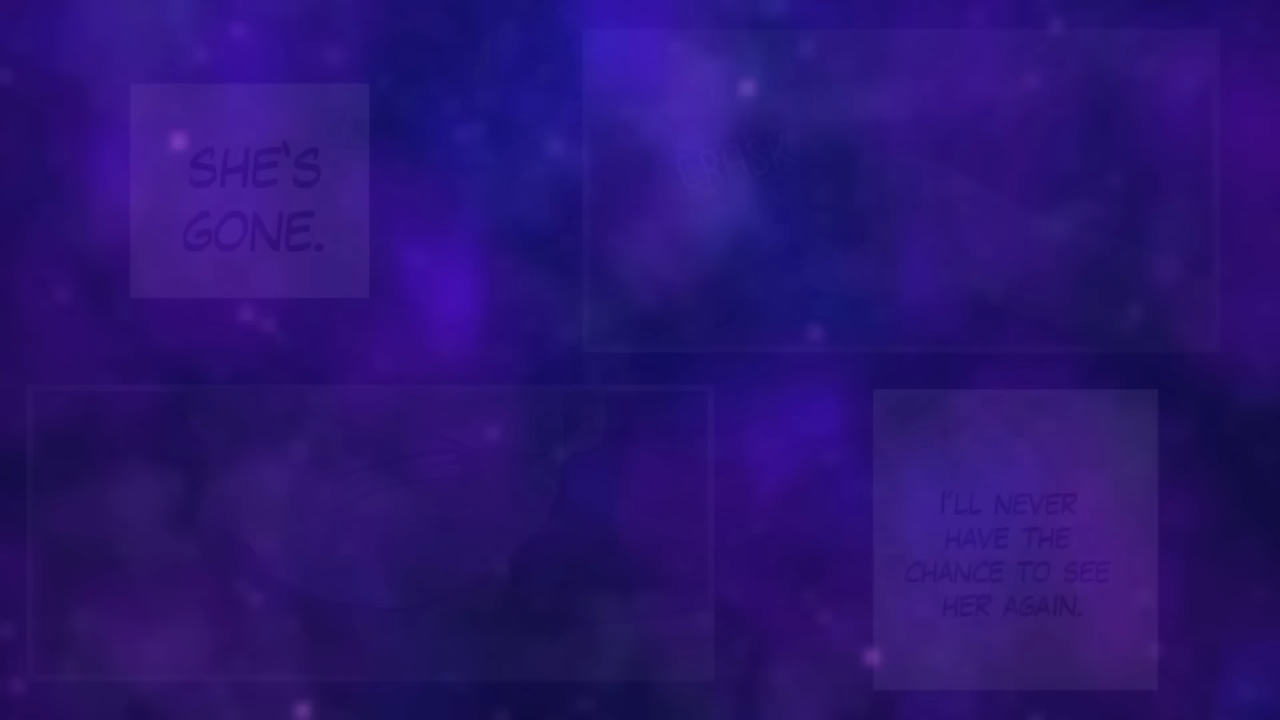 SHE'S
GONE.
I'LL NEVER
HAVE THE
CHANCE TO SEE
HER AGAIN.